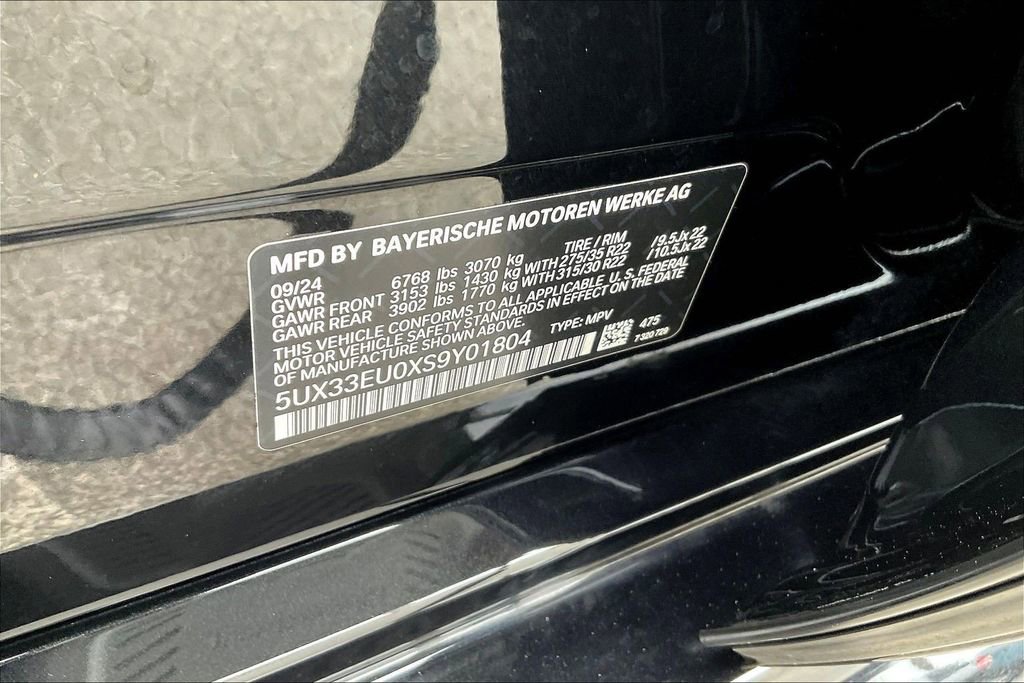 MFD BY BAYERISCHE MOTOREN WERKE AG
09/24 TIRE / RIM
GVWR 6768 lbs 3070 kg
GAWR FRONT 3153 lbs 1430 kg WITH 275/35 R22 /9.5Jx22
GAWR REAR 3902 lbs 1770 kg WITH 315/30 R22 /10.5Jx22
THIS VEHICLE CONFORMS TO ALL APPLICABLE U. S. FEDERAL
MOTOR VEHICLE SAFETY STANDARDS IN EFFECT ON THE DATE
OF MANUFACTURE SHOWN ABOVE.
TYPE: MPV 475
5UX33EU0XS9Y01804
7 320 729